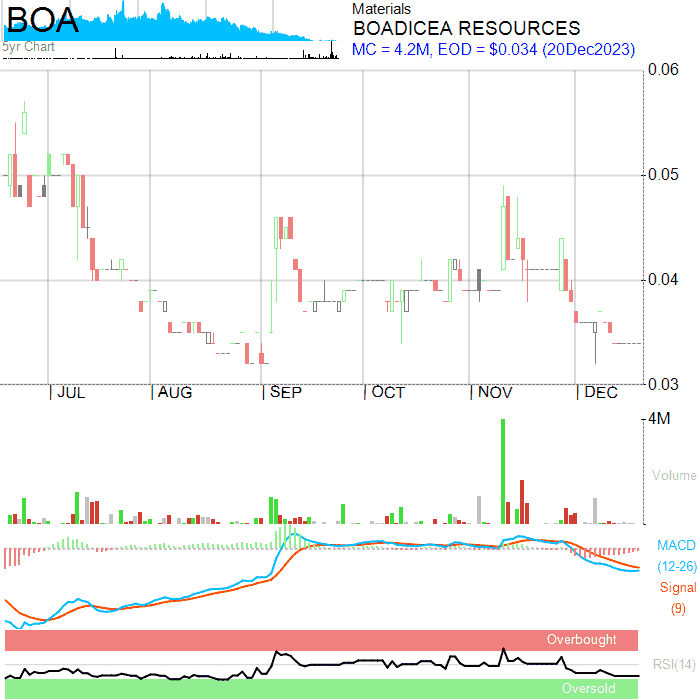 BOA
5yr Chart
Materials
BOADICEA RESOURCES
MC = 4.2M, EOD = $0.034 (20Dec2023)
0.06
0.05
0.04
0.03
JUL AUG SEP OCT NOV DEC
4M
Volume
MACD
(12-26)
Signal
(9)
Overbought
RSI(14)
Oversold